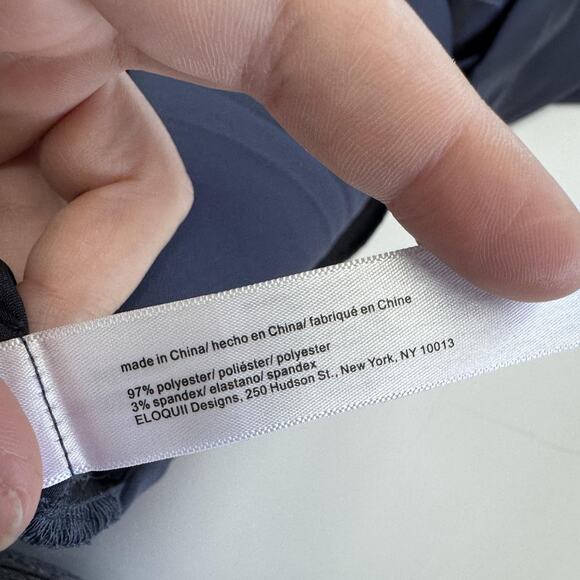 made in China/ hecho en China/ fabriqué en Chine
97% polyester/ poliéster/ polyester
3% spandex/ elastano/ spandex
ELOQUII Designs, 250 Hudson St., New York, NY 10013